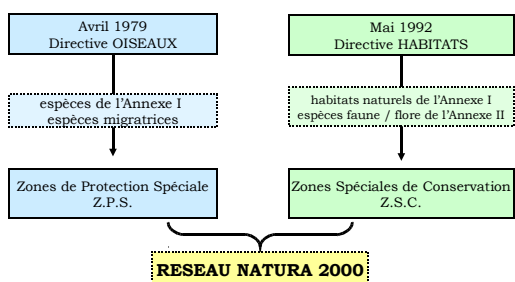 Avril 1979
Directive OISEAUX
espèces de l'Annexe I
espèces migratrices
Zones de Protection Spéciale
Z.P.S.
Mai 1992
Directive HABITATS
habitats naturels de l'Annexe I
espèces faune / flore de l'Annexe II
Zones Spéciales de Conservation
Z.S.C.
RESEAU NATURA 2000